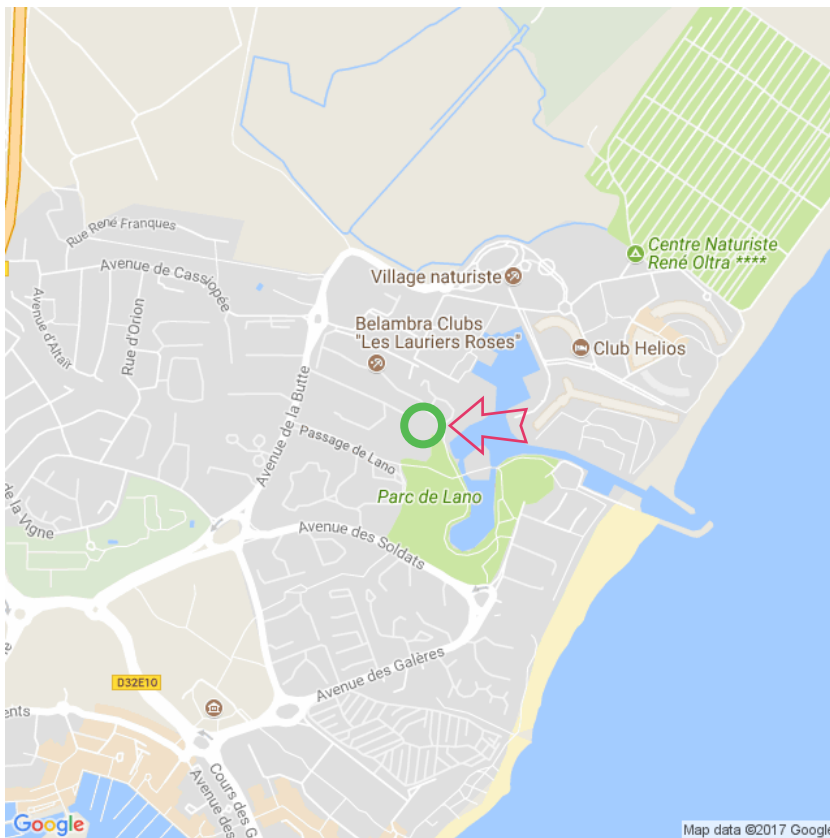 Rue René Franques
Avenue de Cassiopée
Centre Naturiste
René Oltra ****
Village naturiste
Avenue d'Altaïr
Rue d'Orion
Belambra Clubs
"Les Lauriers Roses"
Club Helios
Avenue de la Butte
Passage de Lano
de la Vigne
Parc de Lano
Avenue des Soldats
Avenue des Galères
D32E10
ents
Avenue des
Cours des G
Google
Map data ©2017 Google